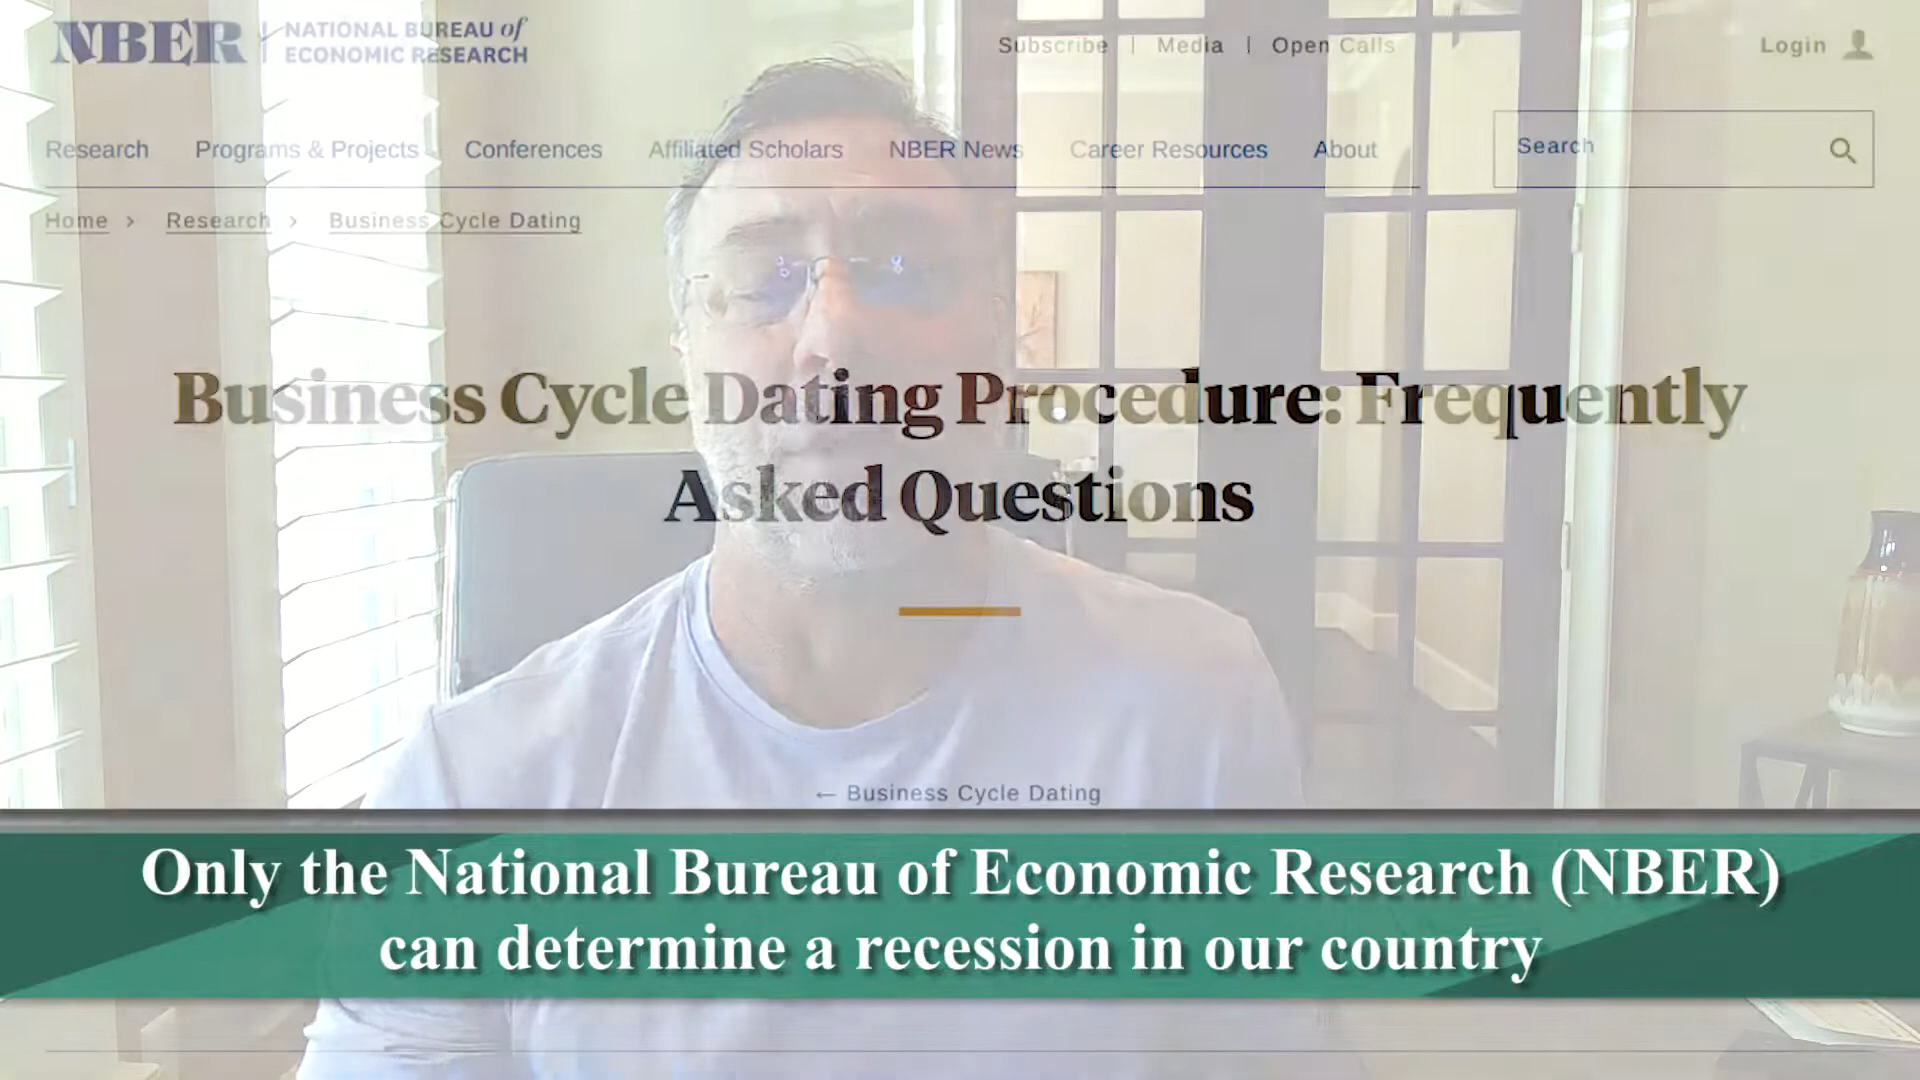 NBER | NATIONAL BUREAU of
ECONOMIC RESEARCH
Subscribe | Media | Open Calls
Login
Research Programs & Projects Conferences Affiliated Scholars NBER News Career Resources About
Search
Home > Research > Business Cycle Dating
Business Cycle Dating Procedure: Frequently
Asked Questions
← Business Cycle Dating
Only the National Bureau of Economic Research (NBER)
can determine a recession in our country